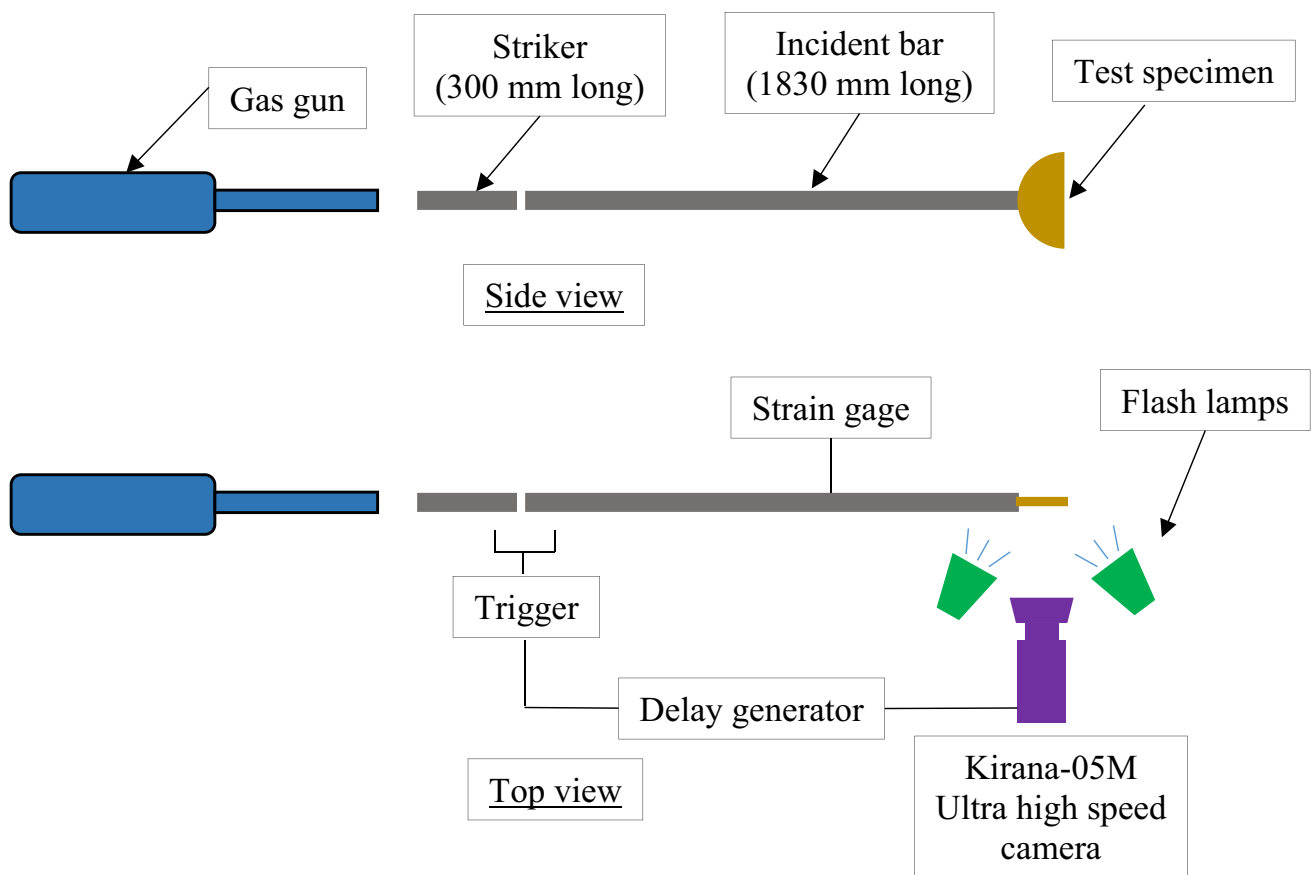 Gas gun
Striker
(300 mm long)
Incident bar
(1830 mm long)
Test specimen
Side view
Strain gage
Flash lamps
Trigger
Delay generator
Top view
Kirana-05M
Ultra high speed
camera